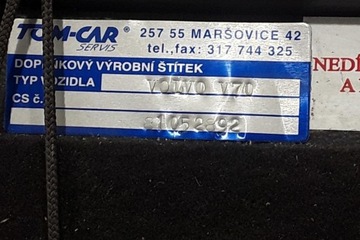 TOM-CAR®
SERVIS
257 55 MARŠOVICE 42
tel.,fax: 317 744 325
DOPLNKOVÝ VÝROBNÍ ŠTÍTEK
TYP VOZIDLA VOLVO V70
CS č.
NEDÍ
A